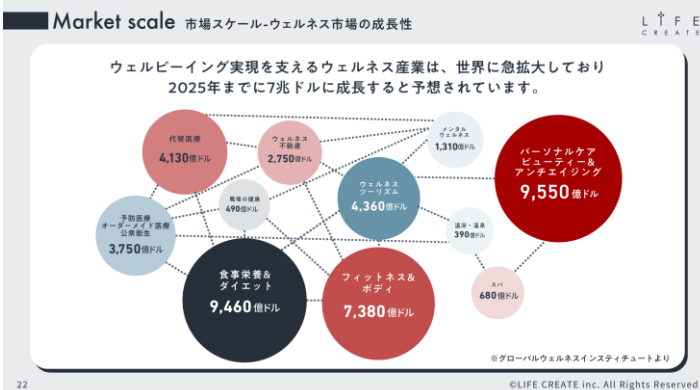 Market scale 市場スケール-ウェルネス市場の成長性
LIFE
CREATE
ウェルビーイング実現を支えるウェルネス産業は、世界に急拡大しており
2025年までに7兆ドルに成長すると予想されています。
代替医療
4,130億ドル
ウェルネス
不動産
2,750億ドル
メンタル
ウェルネス
1,310億ドル
パーソナルケア
ビューティー&
アンチエイジング
9,550億ドル
職場の健康
490億ドル
ウェルネス
ツーリズム
4,360億ドル
予防医療
オーダーメイド医療
公衆衛生
3,750億ドル
温浴・温泉
390億ドル
食事栄養&
ダイエット
9,460億ドル
フィットネス&
ボディ
7,380億ドル
スパ
680億ドル
※グローバルウェルネスインスティチュートより
22
©LIFE CREATE inc. All Rights Reserved